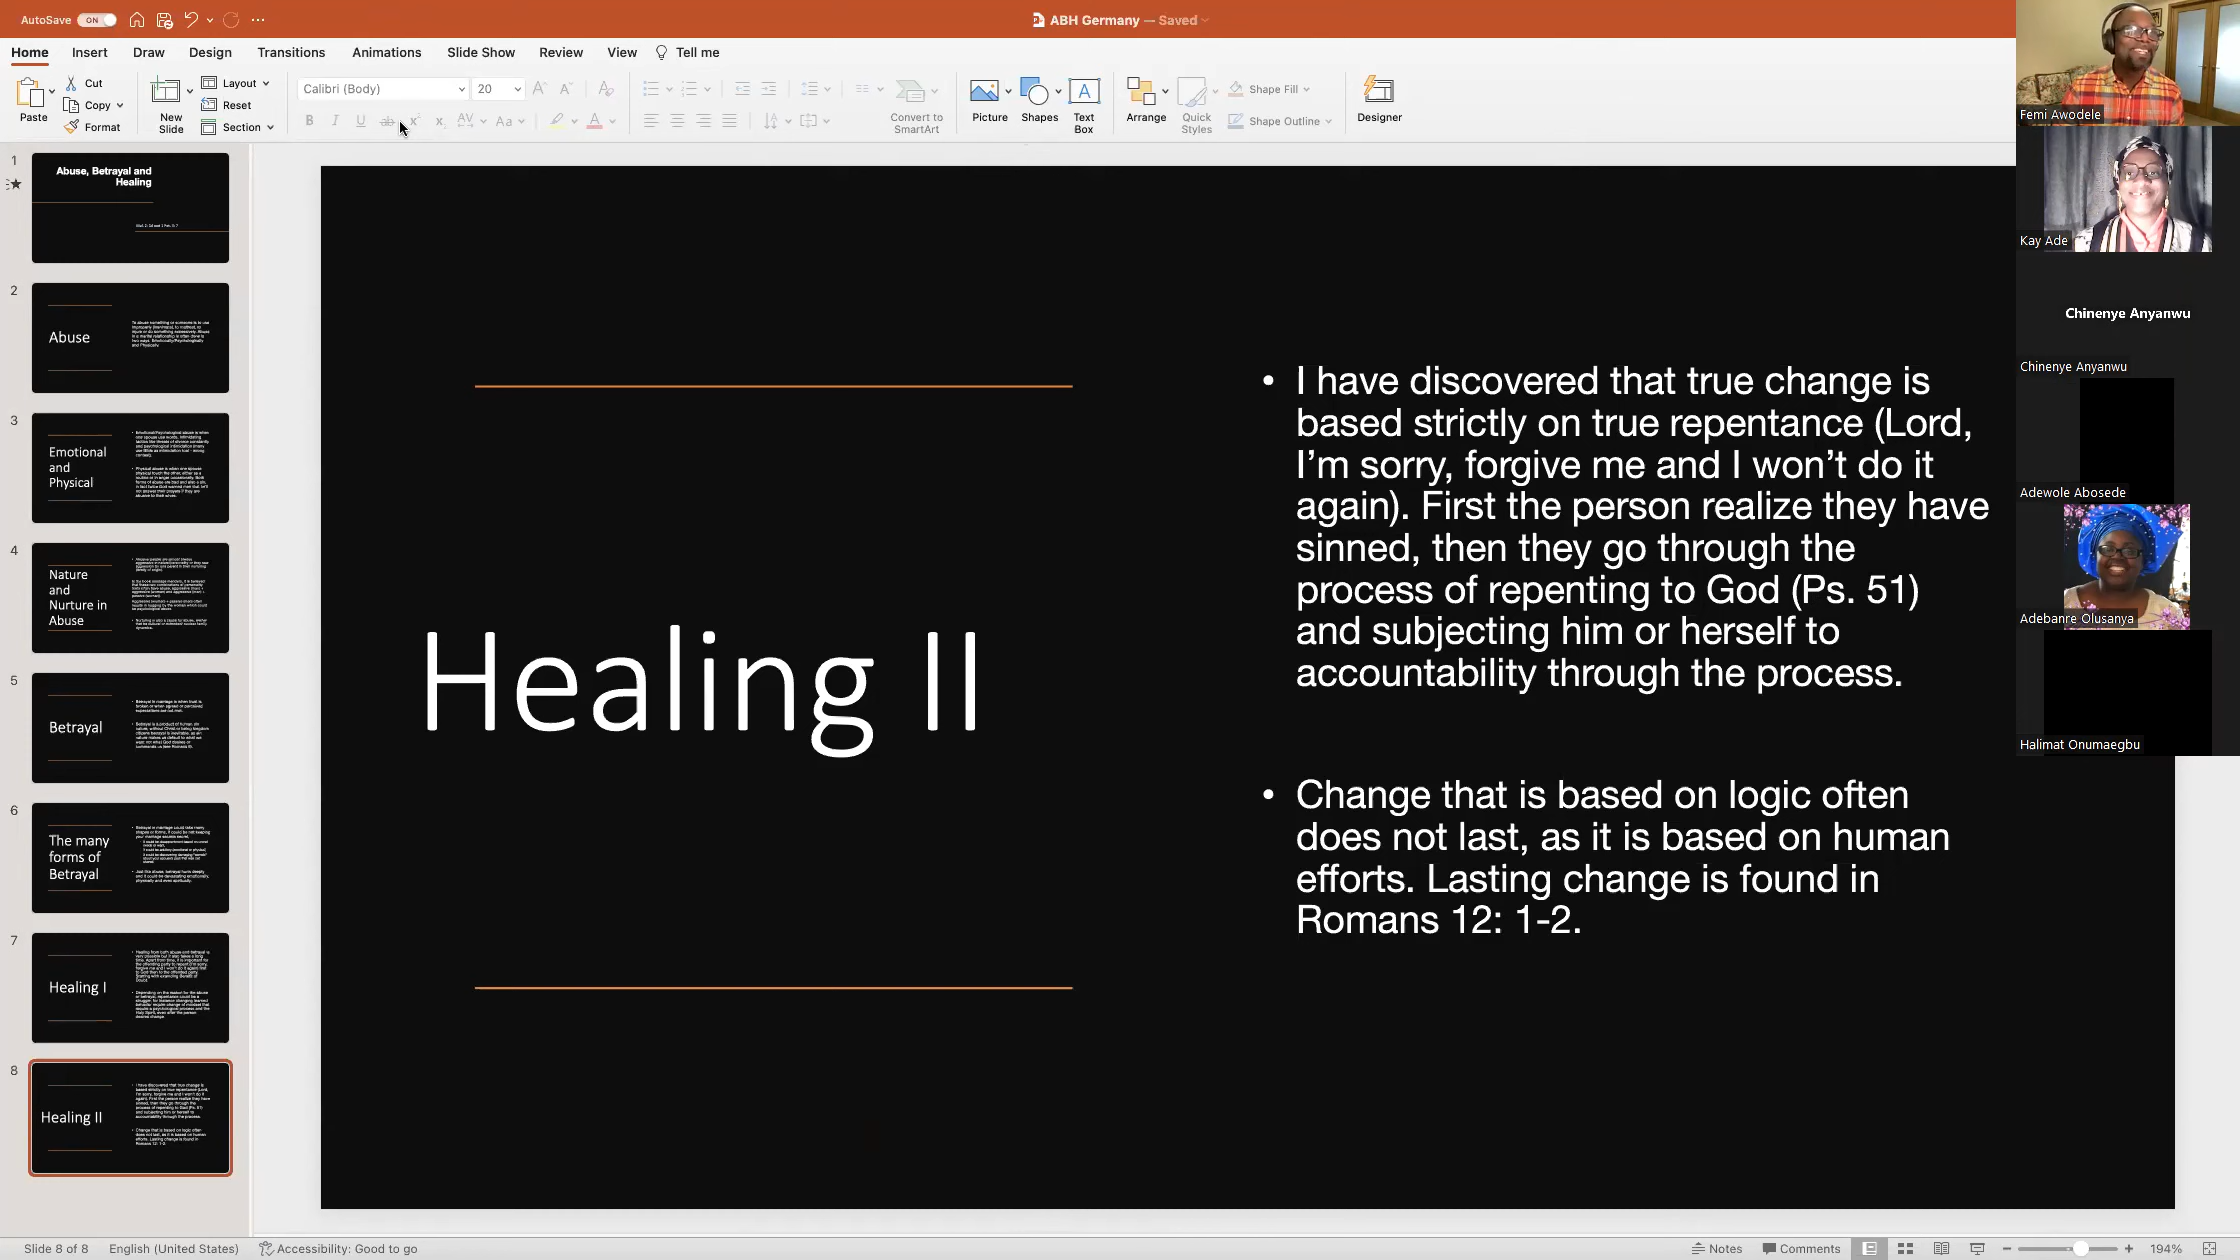 AutoSave ON
ABH Germany — Saved
Home Insert Draw Design Transitions Animations Slide Show Review View Tell me
Paste
Cut
Copy
Format
New Slide
Layout
Reset
Section
Calibri (Body) 20
Convert to SmartArt
Picture
Shapes
Text Box
Arrange
Quick Styles
Shape Fill
Shape Outline
Designer
Femi Awodele
Kay Ade
Chinenye Anyanwu
Chinenye Anyanwu
Adewole Abosede
Adebanre Olusanya
Halimat Onumaegbu
1
Abuse, Betrayal and
Healing
2
Abuse
3
Emotional
and
Physical
4
Nature
and
Nurture in
Abuse
5
Betrayal
6
The many
forms of
Betrayal
7
Healing I
8
Healing II
Healing II
• I have discovered that true change is
based strictly on true repentance (Lord,
I’m sorry, forgive me and I won’t do it
again). First the person realize they have
sinned, then they go through the
process of repenting to God (Ps. 51)
and subjecting him or herself to
accountability through the process.
• Change that is based on logic often
does not last, as it is based on human
efforts. Lasting change is found in
Romans 12: 1-2.
Slide 8 of 8 English (United States) Accessibility: Good to go
Notes Comments 194%